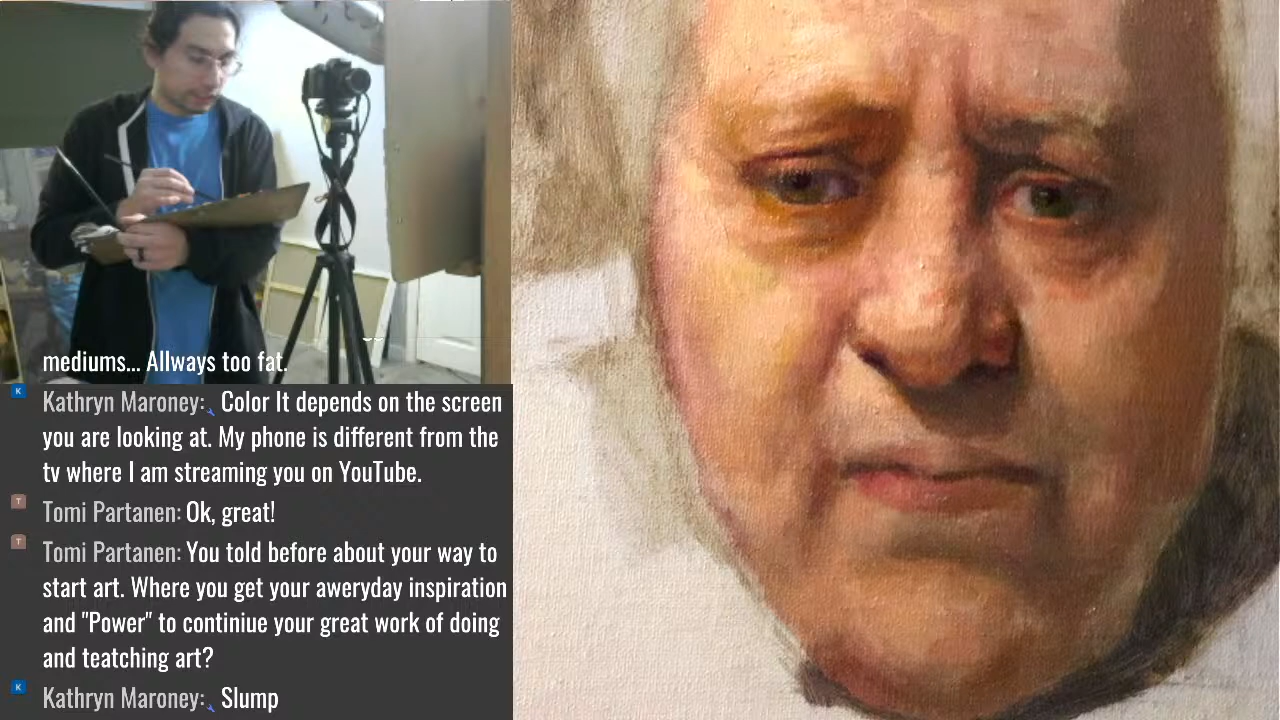 mediums... Allways too fat.
K
Kathryn Maroney: Color It depends on the screen
you are looking at. My phone is different from the
tv where I am streaming you on YouTube.
T
Tomi Partanen: Ok, great!
T
Tomi Partanen: You told before about your way to
start art. Where you get your aweryday inspiration
and "Power" to continiue your great work of doing
and teatching art?
K
Kathryn Maroney: Slump